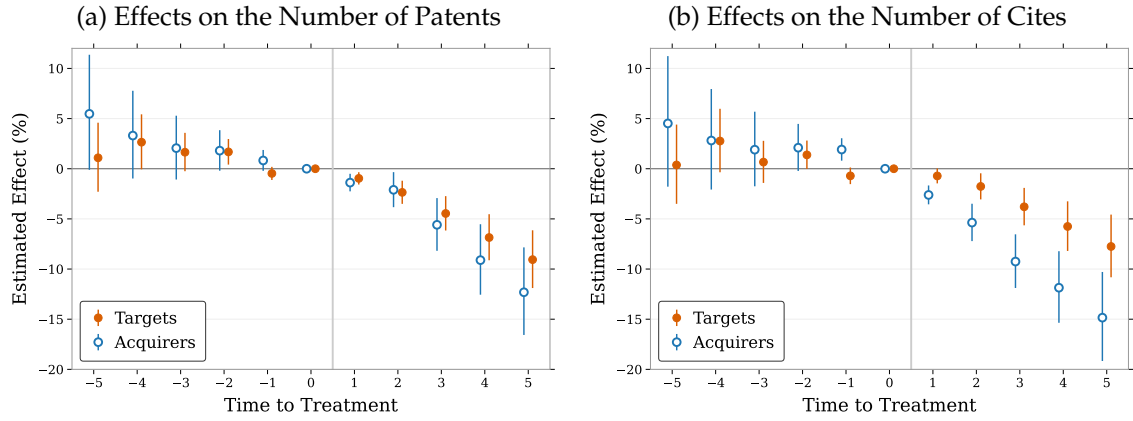 (a) Effects on the Number of Patents
10
5
0
−5
−10
−15
−20
Estimated Effect (%)
Targets
Acquirers
−5 −4 −3 −2 −1 0 1 2 3 4 5
Time to Treatment
(b) Effects on the Number of Cites
10
5
0
−5
−10
−15
−20
Estimated Effect (%)
Targets
Acquirers
−5 −4 −3 −2 −1 0 1 2 3 4 5
Time to Treatment